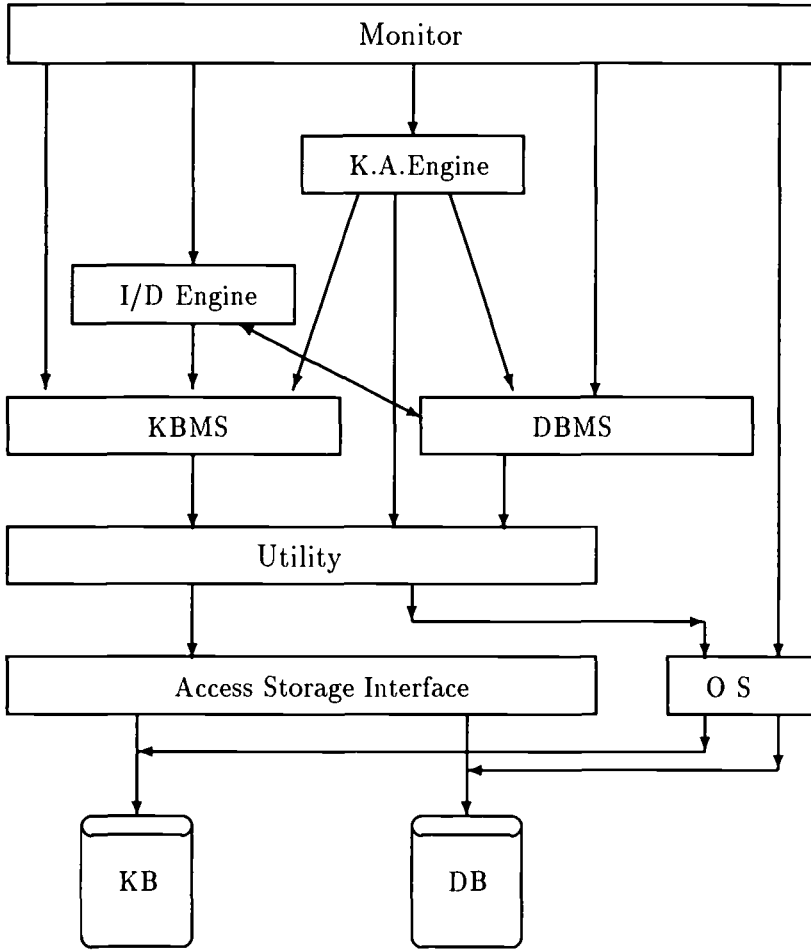 Monitor
K.A.Engine
I/D Engine
KBMS
DBMS
Utility
Access Storage Interface
O S
KB
DB